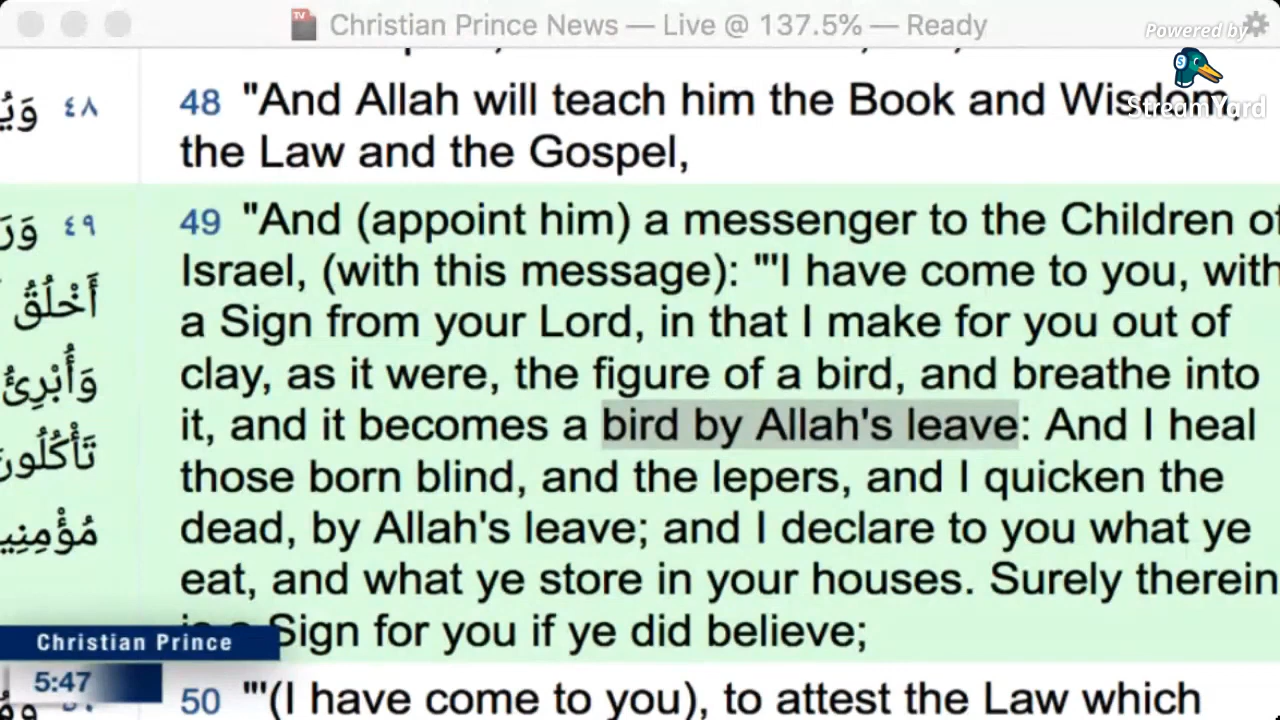 Christian Prince News — Live @ 137.5% — Ready
Powered by
StreamYard
٤٨
48 "And Allah will teach him the Book and Wisdom,
the Law and the Gospel,
٤٩
49 "And (appoint him) a messenger to the Children of
Israel, (with this message): "'I have come to you, with
أَخْلُقُ
a Sign from your Lord, in that I make for you out of
clay, as it were, the figure of a bird, and breathe into
وَأُبْرِئُ
it, and it becomes a bird by Allah's leave: And I heal
those born blind, and the lepers, and I quicken the
dead, by Allah's leave; and I declare to you what ye
eat, and what ye store in your houses. Surely therein
Sign for you if ye did believe;
Christian Prince
5:47
50 "'(I have come to you), to attest the Law which